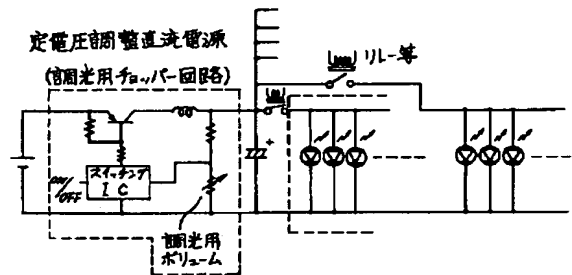 定電圧調整直流電源
(調光用チョッパー回路)
リレー等
スイッチング
IC
ON/OFF
+
調光用
ボリューム